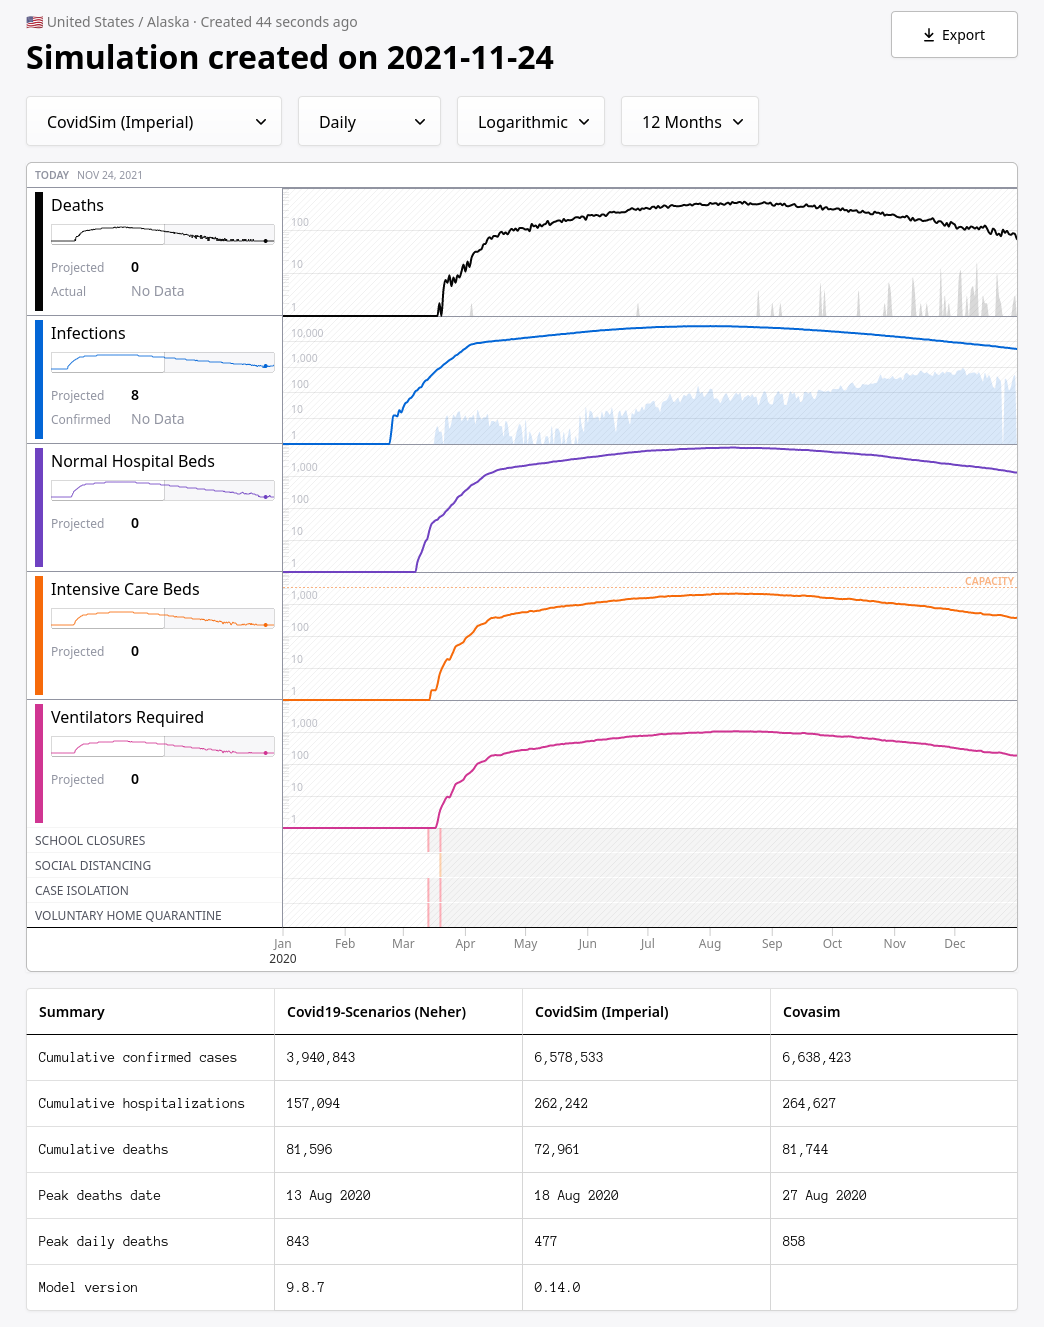 🇺🇸 United States / Alaska · Created 44 seconds ago
Simulation created on 2021-11-24
Export
CovidSim (Imperial) Daily Logarithmic 12 Months
TODAY NOV 24, 2021
Deaths
Projected 0
Actual No Data
100
10
1
Infections
Projected 8
Confirmed No Data
10,000
1,000
100
10
1
Normal Hospital Beds
Projected 0
1,000
100
10
1
Intensive Care Beds
Projected 0
CAPACITY
1,000
100
10
1
Ventilators Required
Projected 0
1,000
100
10
1
SCHOOL CLOSURES
SOCIAL DISTANCING
CASE ISOLATION
VOLUNTARY HOME QUARANTINE
Jan Feb Mar Apr May Jun Jul Aug Sep Oct Nov Dec
2020
Summary Covid19-Scenarios (Neher) CovidSim (Imperial) Covasim
Cumulative confirmed cases 3,940,843 6,578,533 6,638,423
Cumulative hospitalizations 157,094 262,242 264,627
Cumulative deaths 81,596 72,961 81,744
Peak deaths date 13 Aug 2020 18 Aug 2020 27 Aug 2020
Peak daily deaths 843 477 858
Model version 9.8.7 0.14.0